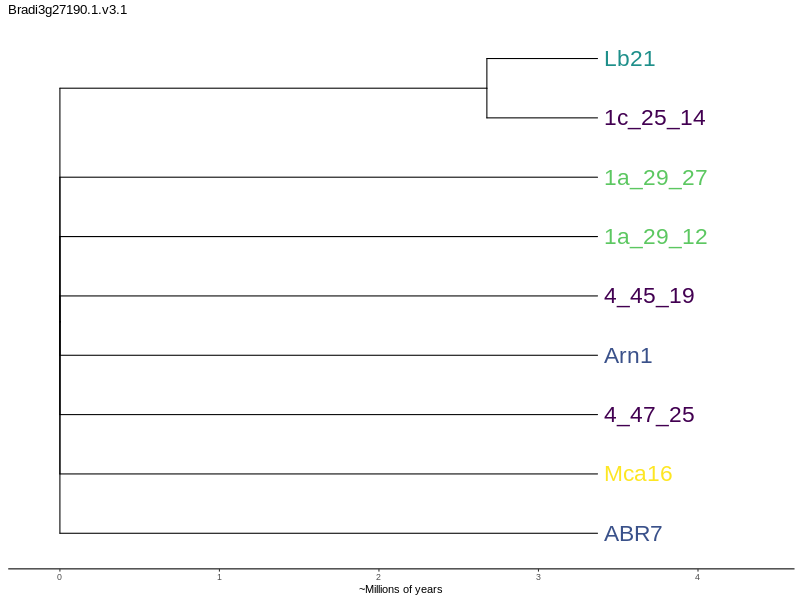 Bradi3g27190.1.v3.1
Lb21
1c_25_14
1a_29_27
1a_29_12
4_45_19
Arn1
4_47_25
Mca16
ABR7
0 1 2 3 4
~Millions of years